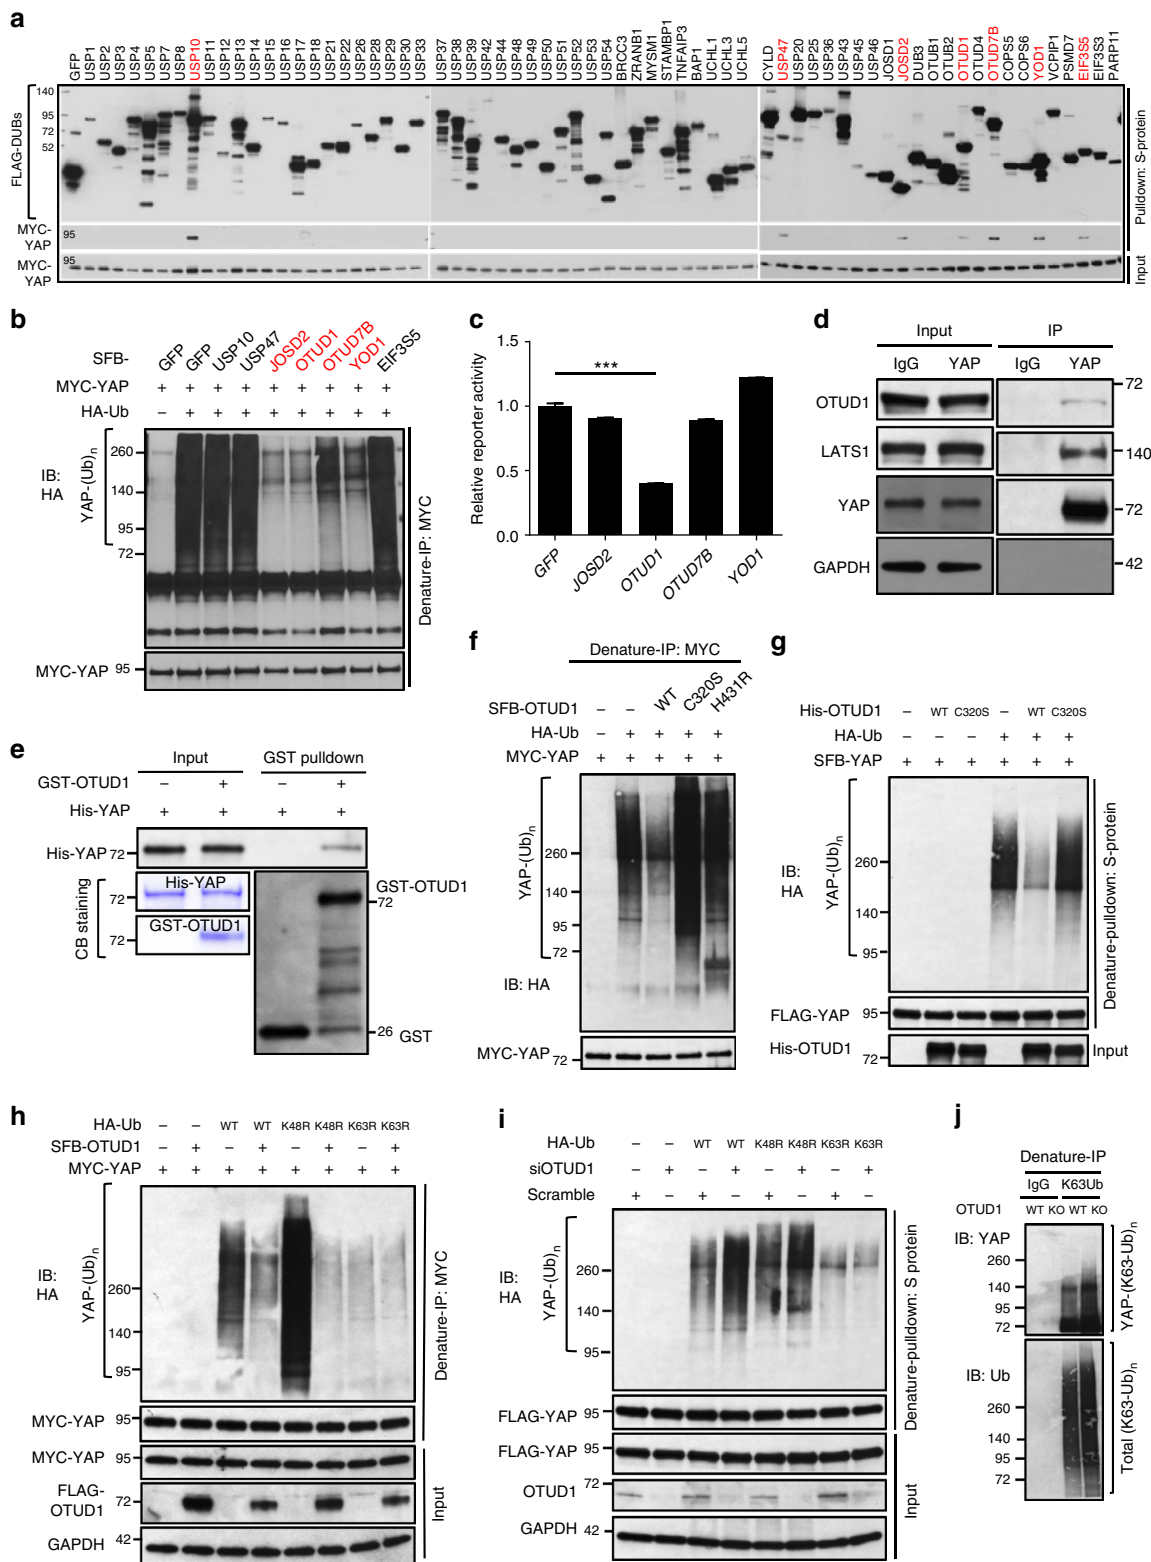 a
GFP USP1 USP2 USP3 USP4 USP5 USP7 USP8 USP10 USP11 USP12 USP13 USP14 USP15 USP16 USP17 USP18 USP21 USP22 USP26 USP28 USP29 USP30 USP33 USP37 USP38 USP39 USP42 USP44 USP48 USP49 USP50 USP51 USP52 USP53 USP54 BRCC3 ZRANB1 MYSM1 STAMBP1 TNFAIP3 BAP1 UCHL1 UCHL3 UCHL5 CYLD USP47 USP20 USP25 USP36 USP43 USP45 USP46 JOSD1 JOSD2 DUB3 OTUB1 OTUB2 OTUD1 OTUD4 OTUD7B COPS5 COPS6 YOD1 VCPIP1 PSMD7 EIF3S5 EIF3S3 PARP11
FLAG-DUBs
140
95
72
52
Pulldown: S-protein
MYC-YAP
95
MYC-YAP
95
Input
b
SFB- GFP GFP USP10 USP47 JOSD2 OTUD1 OTUD7B YOD1 EIF3S5
MYC-YAP + + + + + + + + +
HA-Ub – + + + + + + + +
IB: HA
YAP-(Ub)n
260
140
95
72
Denature-IP: MYC
MYC-YAP 95
c
Relative reporter activity
1.5
1.0
0.5
0.0
***
GFP JOSD2 OTUD1 OTUD7B YOD1
d
Input IP
IgG YAP IgG YAP
OTUD1 72
LATS1 140
YAP 72
GAPDH 42
e
Input GST pulldown
GST-OTUD1 – + – +
His-YAP + + + +
His-YAP 72
CB staining
His-YAP
72
GST-OTUD1
72
GST-OTUD1
72
26 GST
f
Denature-IP: MYC
SFB-OTUD1 – – WT C320S H431R
HA-Ub – + + + +
MYC-YAP + + + + +
YAP-(Ub)n
260
140
95
72
IB: HA
MYC-YAP 72
g
His-OTUD1 – WT C320S – WT C320S
HA-Ub – – – + + +
SFB-YAP + + + + + +
IB: HA
YAP-(Ub)n
260
140
95
Denature-pulldown: S-protein
FLAG-YAP 95
His-OTUD1 72
Input
h
HA-Ub – – WT WT K48R K48R K63R K63R
SFB-OTUD1 – + – + – + – +
MYC-YAP + + + + + + + +
IB: HA
YAP-(Ub)n
260
140
95
Denature-IP: MYC
MYC-YAP 95
MYC-YAP 95
FLAG-OTUD1 72
GAPDH 42
Input
i
HA-Ub – – WT WT K48R K48R K63R K63R
siOTUD1 – + – + – + – +
Scramble + – + – + – + –
IB: HA
YAP-(Ub)n
260
140
95
Denature-pulldown: S protein
FLAG-YAP 95
FLAG-YAP 95
OTUD1 72
52
GAPDH 42
Input
j
Denature-IP
IgG K63Ub
OTUD1 WT KO WT KO
IB: YAP
260
140
95
72
YAP-(K63-Ub)n
IB: Ub
260
140
95
72
Total (K63-Ub)n